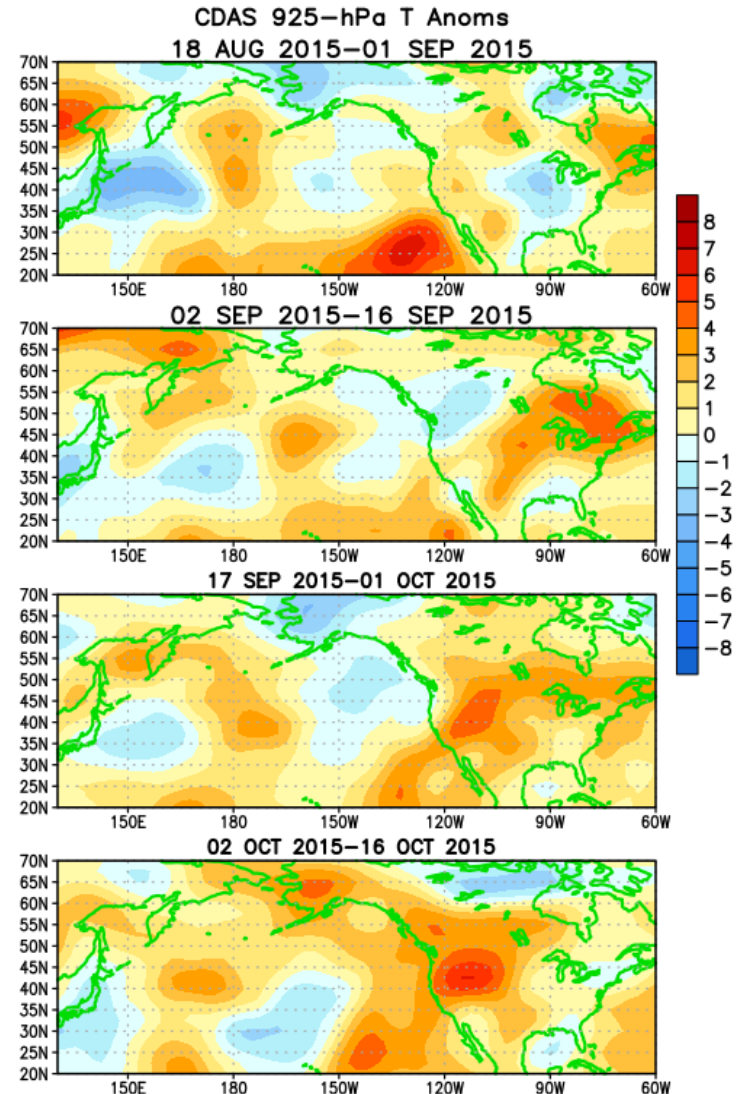 CDAS 925-hPa T Anoms
18 AUG 2015-01 SEP 2015
70N
65N
60N
55N
50N
45N
40N
35N
30N
25N
20N
150E 180 150W 120W 90W 60W
02 SEP 2015-16 SEP 2015
70N
65N
60N
55N
50N
45N
40N
35N
30N
25N
20N
150E 180 150W 120W 90W 60W
17 SEP 2015-01 OCT 2015
70N
65N
60N
55N
50N
45N
40N
35N
30N
25N
20N
150E 180 150W 120W 90W 60W
02 OCT 2015-16 OCT 2015
70N
65N
60N
55N
50N
45N
40N
35N
30N
25N
20N
150E 180 150W 120W 90W 60W
8
7
6
5
4
3
2
1
0
-1
-2
-3
-4
-5
-6
-7
-8